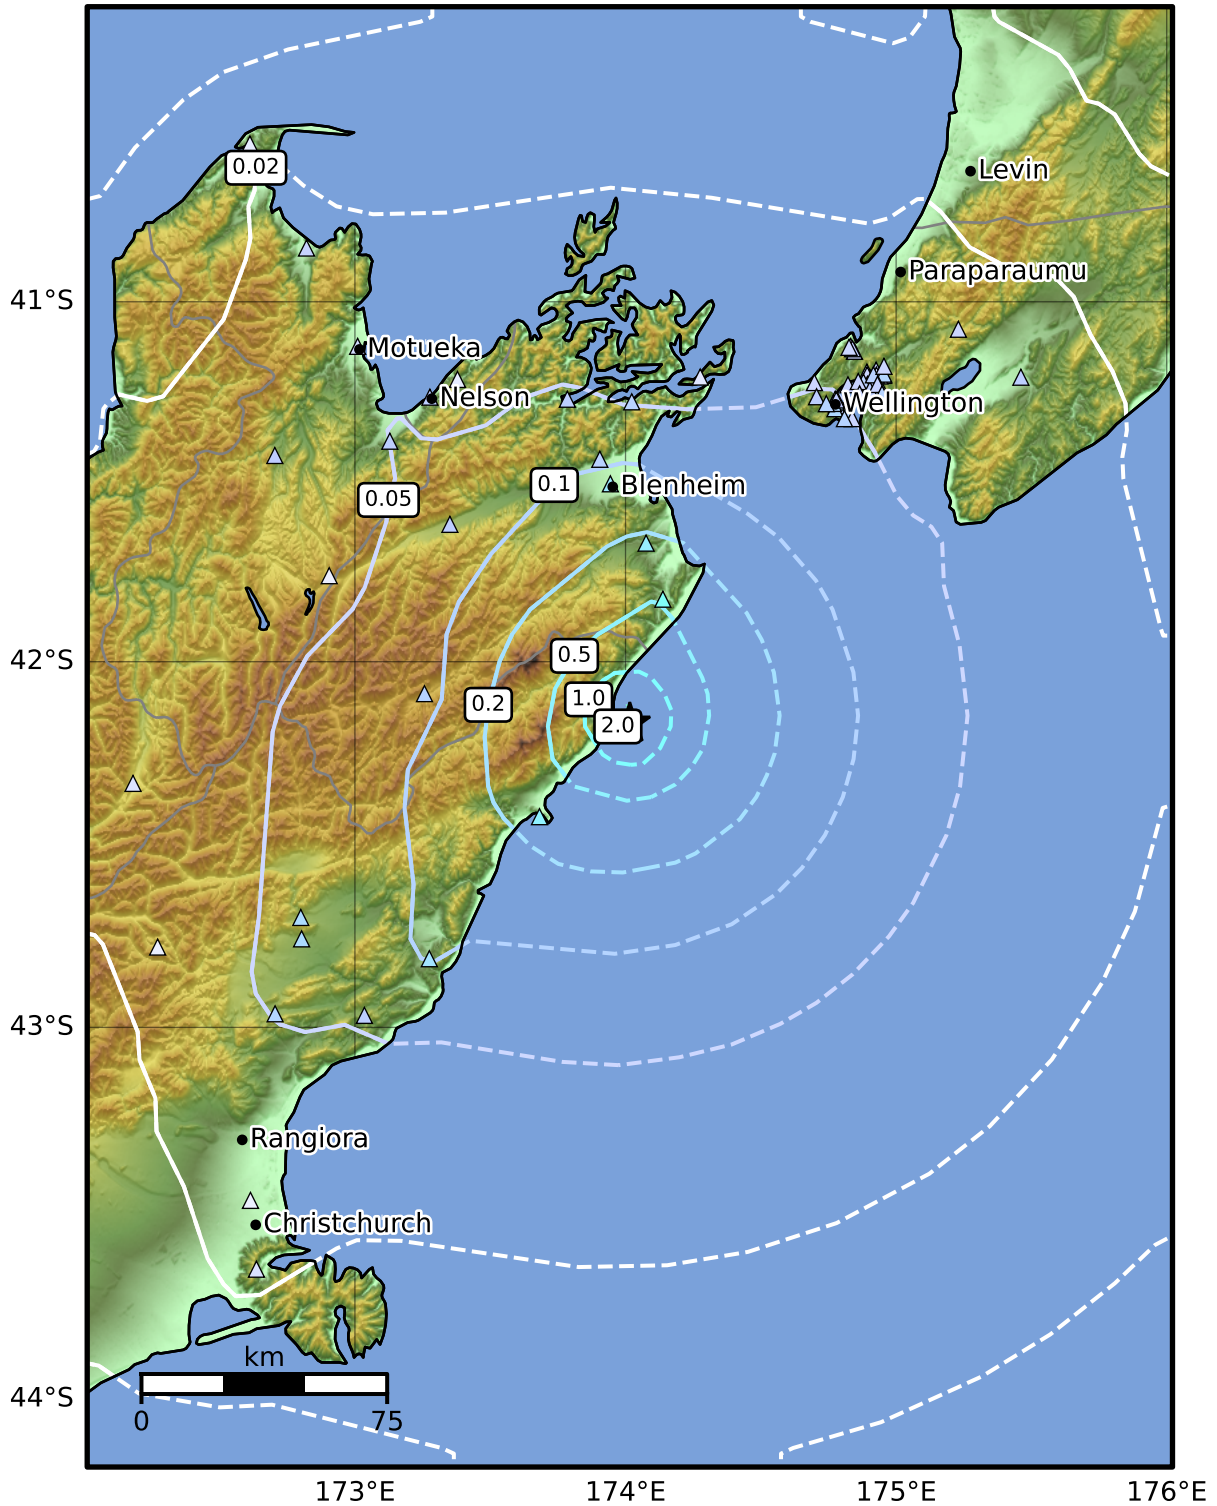 0.02
Levin
Paraparaumu
41°S
Motueka
Nelson
Wellington
0.1
Blenheim
0.05
0.5
42°S
1.0
0.2
2.0
43°S
Rangiora
Christchurch
km
0
75
44°S
173°E
174°E
175°E
176°E